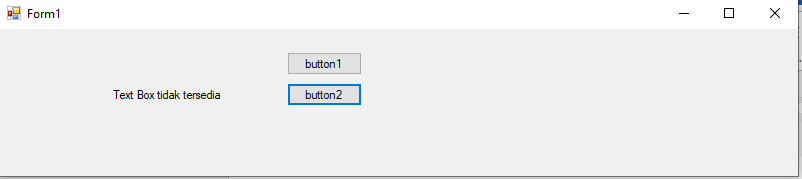 Form1
button1
Text Box tidak tersedia
button2